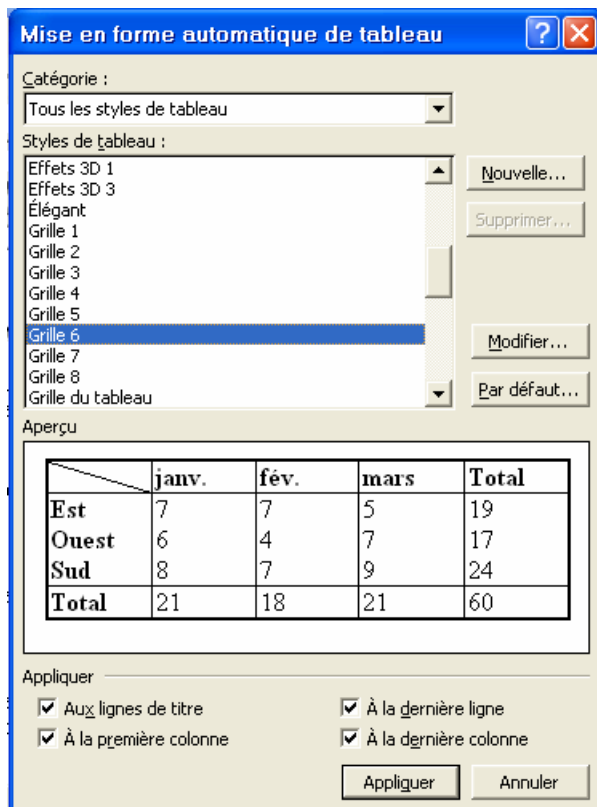 Mise en forme automatique de tableau
Catégorie :
Tous les styles de tableau
Styles de tableau :
Effets 3D 1
Effets 3D 3
Élégant
Grille 1
Grille 2
Grille 3
Grille 4
Grille 5
Grille 6
Grille 7
Grille 8
Grille du tableau
Nouvelle...
Supprimer...
Modifier...
Par défaut...
Aperçu
janv. fév. mars Total
Est 7 7 5 19
Ouest 6 4 7 17
Sud 8 7 9 24
Total 21 18 21 60
Appliquer
Aux lignes de titre
À la dernière ligne
À la première colonne
À la dernière colonne
Appliquer
Annuler